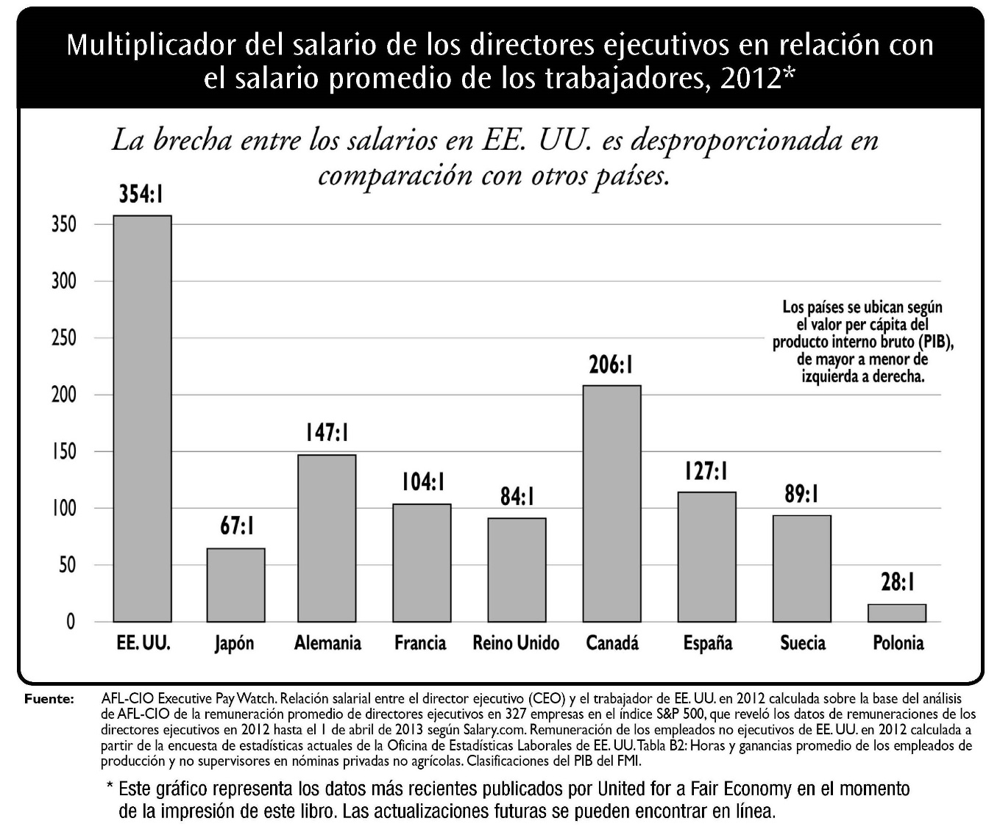 Multiplicador del salario de los directores ejecutivos en relación con
el salario promedio de los trabajadores, 2012*
La brecha entre los salarios en EE. UU. es desproporcionada en
comparación con otros países.
354:1
350
300
Los países se ubican según
el valor per cápita del
producto interno bruto (PIB),
de mayor a menor de
izquierda a derecha.
250
206:1
200
147:1
150
127:1
104:1
84:1
89:1
100
67:1
50
28:1
0
EE. UU. Japón Alemania Francia Reino Unido Canadá España Suecia Polonia
Fuente: AFL-CIO Executive Pay Watch. Relación salarial entre el director ejecutivo (CEO) y el trabajador de EE. UU. en 2012 calculada sobre la base del análisis
de AFL-CIO de la remuneración promedio de directores ejecutivos en 327 empresas en el índice S&P 500, que reveló los datos de remuneraciones de los
directores ejecutivos en 2012 hasta el 1 de abril de 2013 según Salary.com. Remuneración de los empleados no ejecutivos de EE. UU. en 2012 calculada a
partir de la encuesta de estadísticas actuales de la Oficina de Estadísticas Laborales de EE. UU. Tabla B2: Horas y ganancias promedio de los empleados de
producción y no supervisores en nóminas privadas no agrícolas. Clasificaciones del PIB del FMI.
* Este gráfico representa los datos más recientes publicados por United for a Fair Economy en el momento
de la impresión de este libro. Las actualizaciones futuras se pueden encontrar en línea.